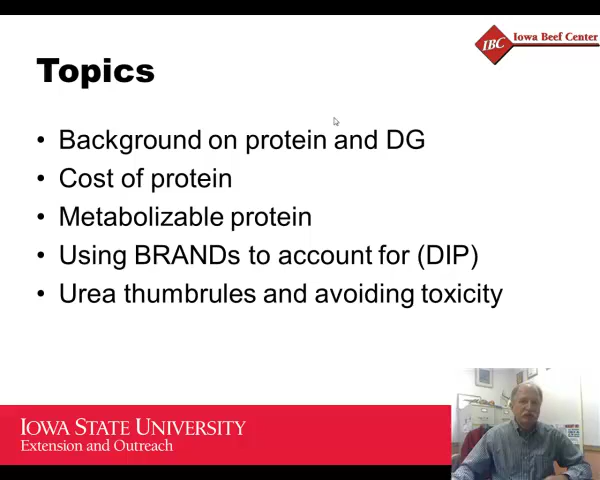 IBC Iowa Beef Center
Topics
• Background on protein and DG
• Cost of protein
• Metabolizable protein
• Using BRANDs to account for (DIP)
• Urea thumbrules and avoiding toxicity
IOWA STATE UNIVERSITY
Extension and Outreach